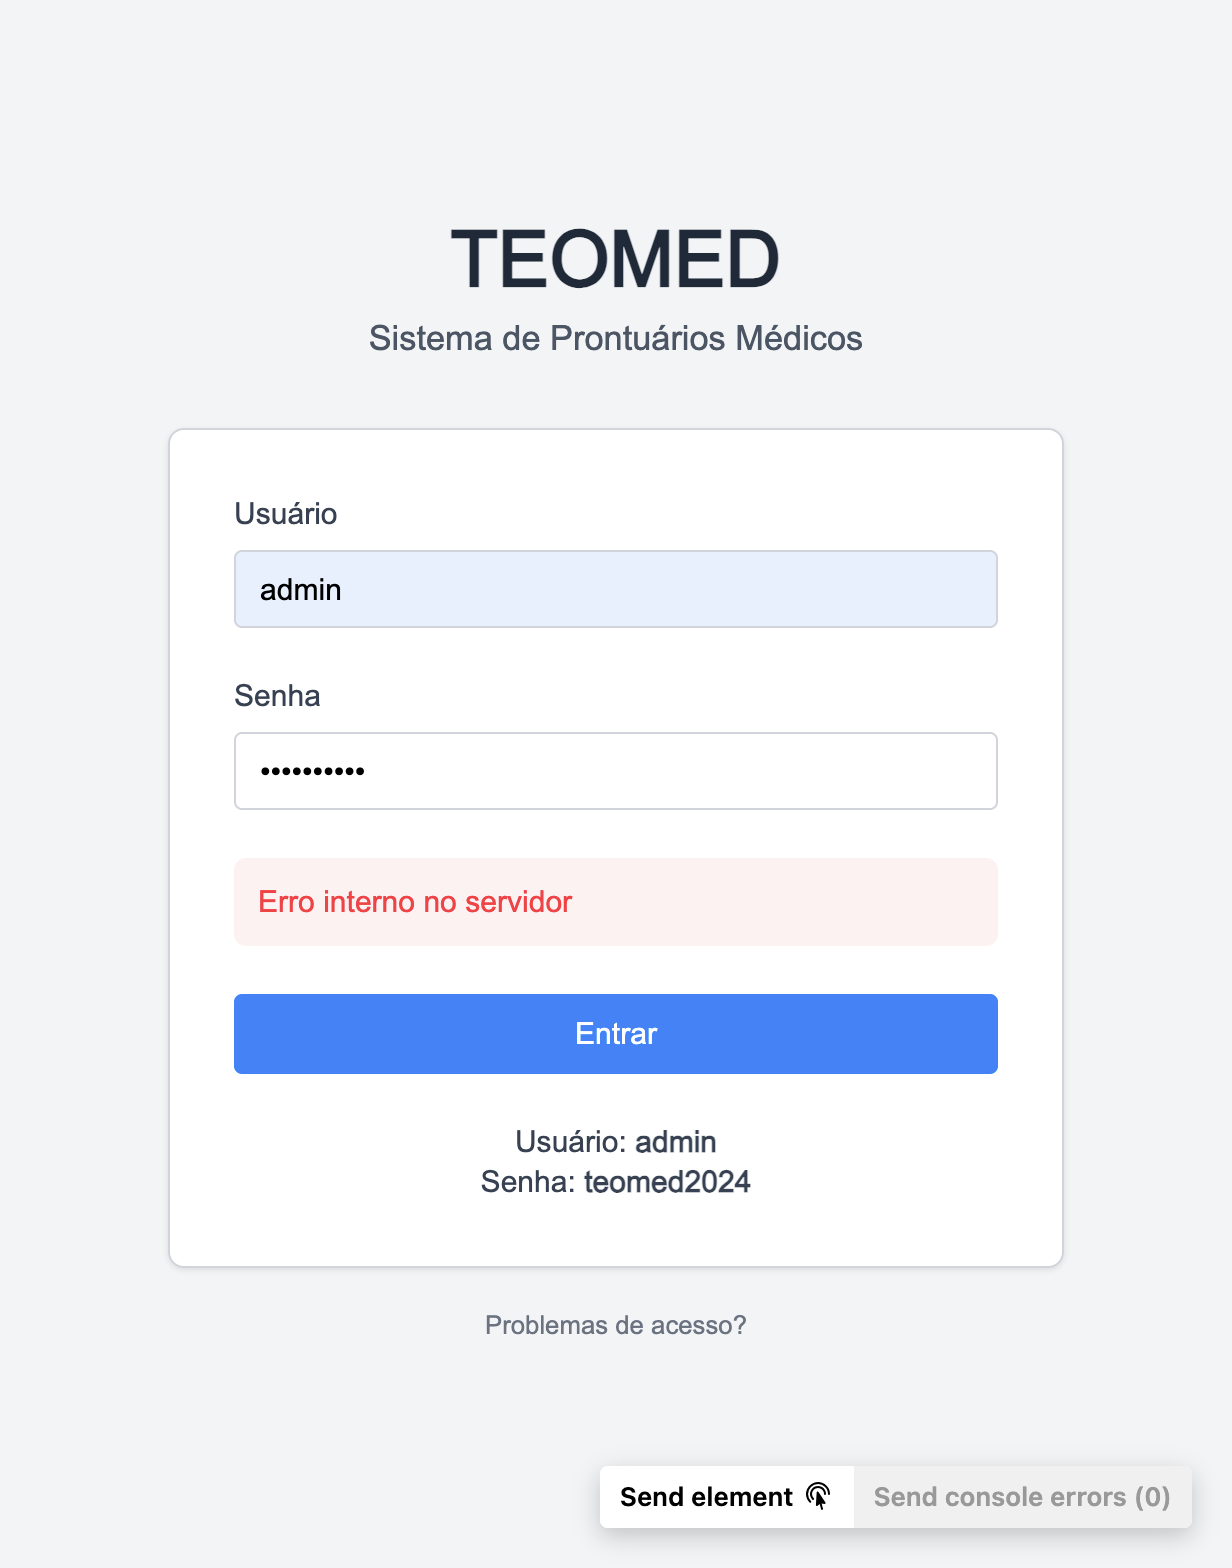 TEOMED
Sistema de Prontuários Médicos
Usuário
admin
Senha
••••••••••
Erro interno no servidor
Entrar
Usuário: admin
Senha: teomed2024
Problemas de acesso?
Send element
Send console errors (0)